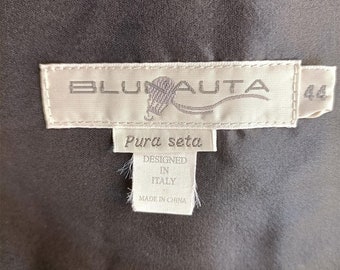 BLUNAUTA
44
Pura seta
DESIGNED
IN
ITALY
MADE IN CHINA